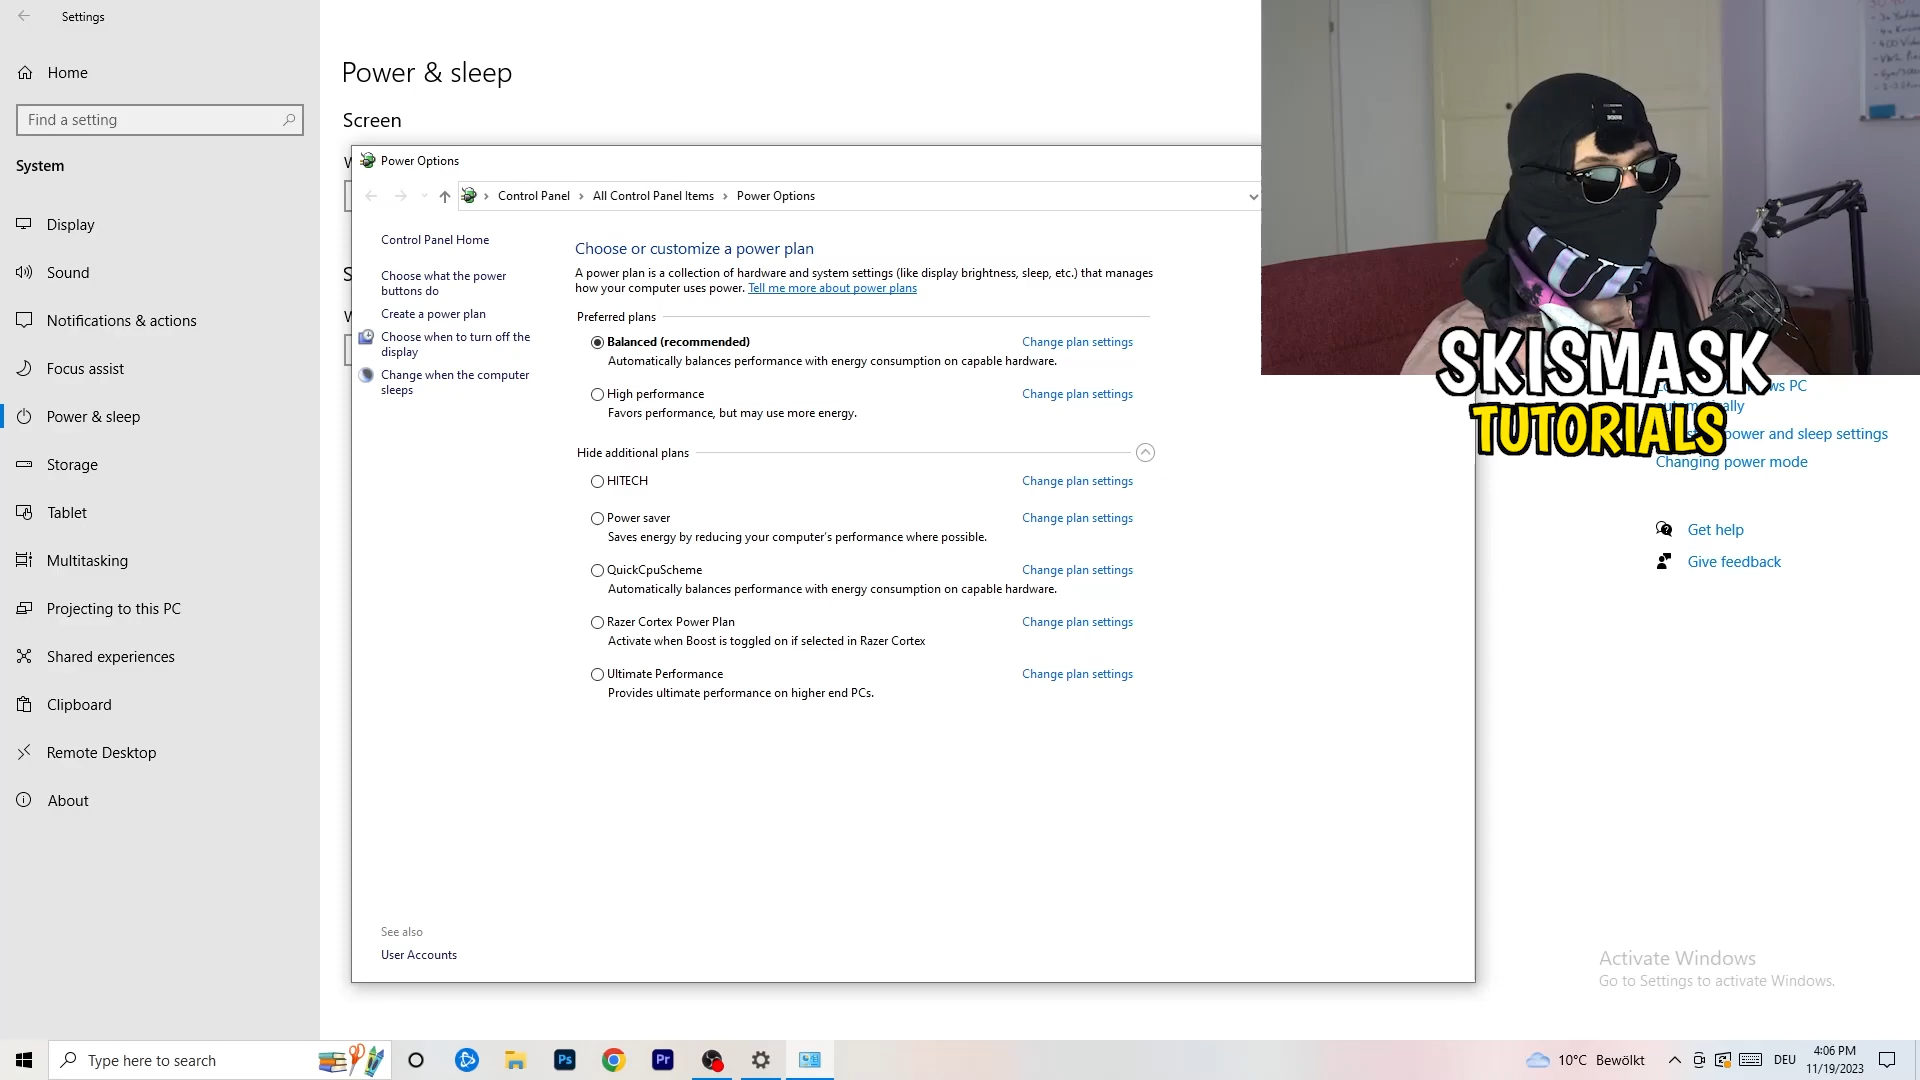 Settings
Home
Find a setting
System
Display
Sound
Notifications & actions
Focus assist
Power & sleep
Storage
Tablet
Multitasking
Projecting to this PC
Shared experiences
Clipboard
Remote Desktop
About
Power & sleep
Screen
Power Options
Control Panel
All Control Panel Items
Power Options
Control Panel Home
Choose what the power
buttons do
Create a power plan
Choose when to turn off the
display
Change when the computer
sleeps
See also
User Accounts
Choose or customize a power plan
A power plan is a collection of hardware and system settings (like display brightness, sleep, etc.) that manages
how your computer uses power. Tell me more about power plans
Preferred plans
Balanced (recommended) Change plan settings
Automatically balances performance with energy consumption on capable hardware.
High performance Change plan settings
Favors performance, but may use more energy.
Hide additional plans
HITECH Change plan settings
Power saver Change plan settings
Saves energy by reducing your computer's performance where possible.
QuickCpuScheme Change plan settings
Automatically balances performance with energy consumption on capable hardware.
Razer Cortex Power Plan Change plan settings
Activate when Boost is toggled on if selected in Razer Cortex
Ultimate Performance Change plan settings
Provides ultimate performance on higher end PCs.
SKISMASK
TUTORIALS
PC
power and sleep settings
Changing power mode
Get help
Give feedback
Activate Windows
Go to Settings to activate Windows.
Type here to search
Ps
Pr
10°C Bewölkt
DEU
4:06 PM
11/19/2023